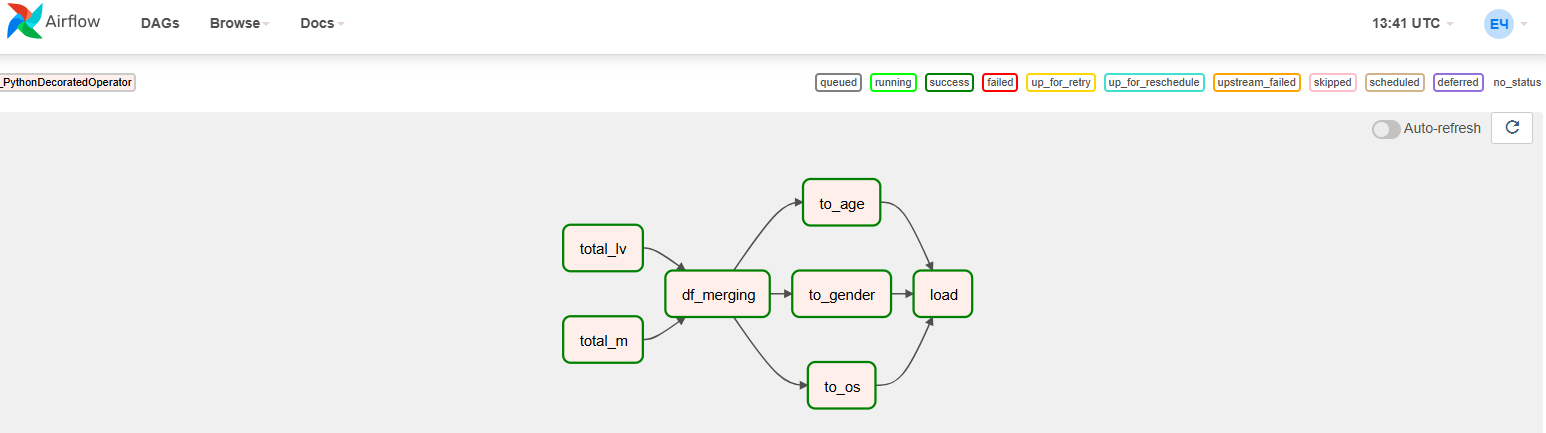 Airflow DAGs Browse Docs 13:41 UTC ЕЧ
_PythonDecoratedOperator queued running success failed up_for_retry up_for_reschedule upstream_failed skipped scheduled deferred no_status
Auto-refresh
to_age
total_lv
df_merging to_gender load
total_m
to_os